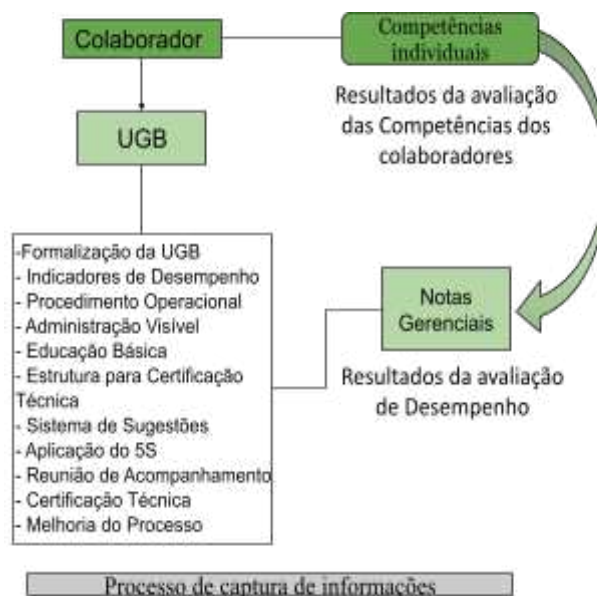 Colaborador
Competências
individuais
Resultados da avaliação
das Competências dos
colaboradores
UGB
-Formalização da UGB
- Indicadores de Desempenho
- Procedimento Operacional
- Administração Visível
- Educação Básica
- Estrutura para Certificação
Técnica
- Sistema de Sugestões
- Aplicação do 5S
- Reunião de Acompanhamento
- Certificação Técnica
- Melhoria do Processo
Notas
Gerenciais
Resultados da avaliação
de Desempenho
Processo de captura de informações